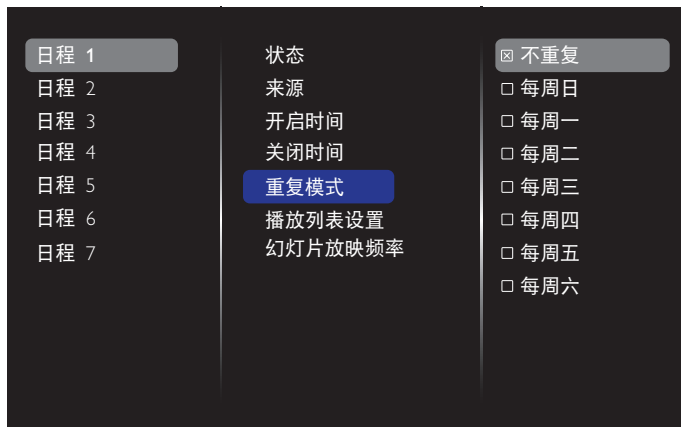 日程 1
日程 2
日程 3
日程 4
日程 5
日程 6
日程 7
状态
来源
开启时间
关闭时间
重复模式
播放列表设置
幻灯片放映频率
不重复
每周日
每周一
每周二
每周三
每周四
每周五
每周六